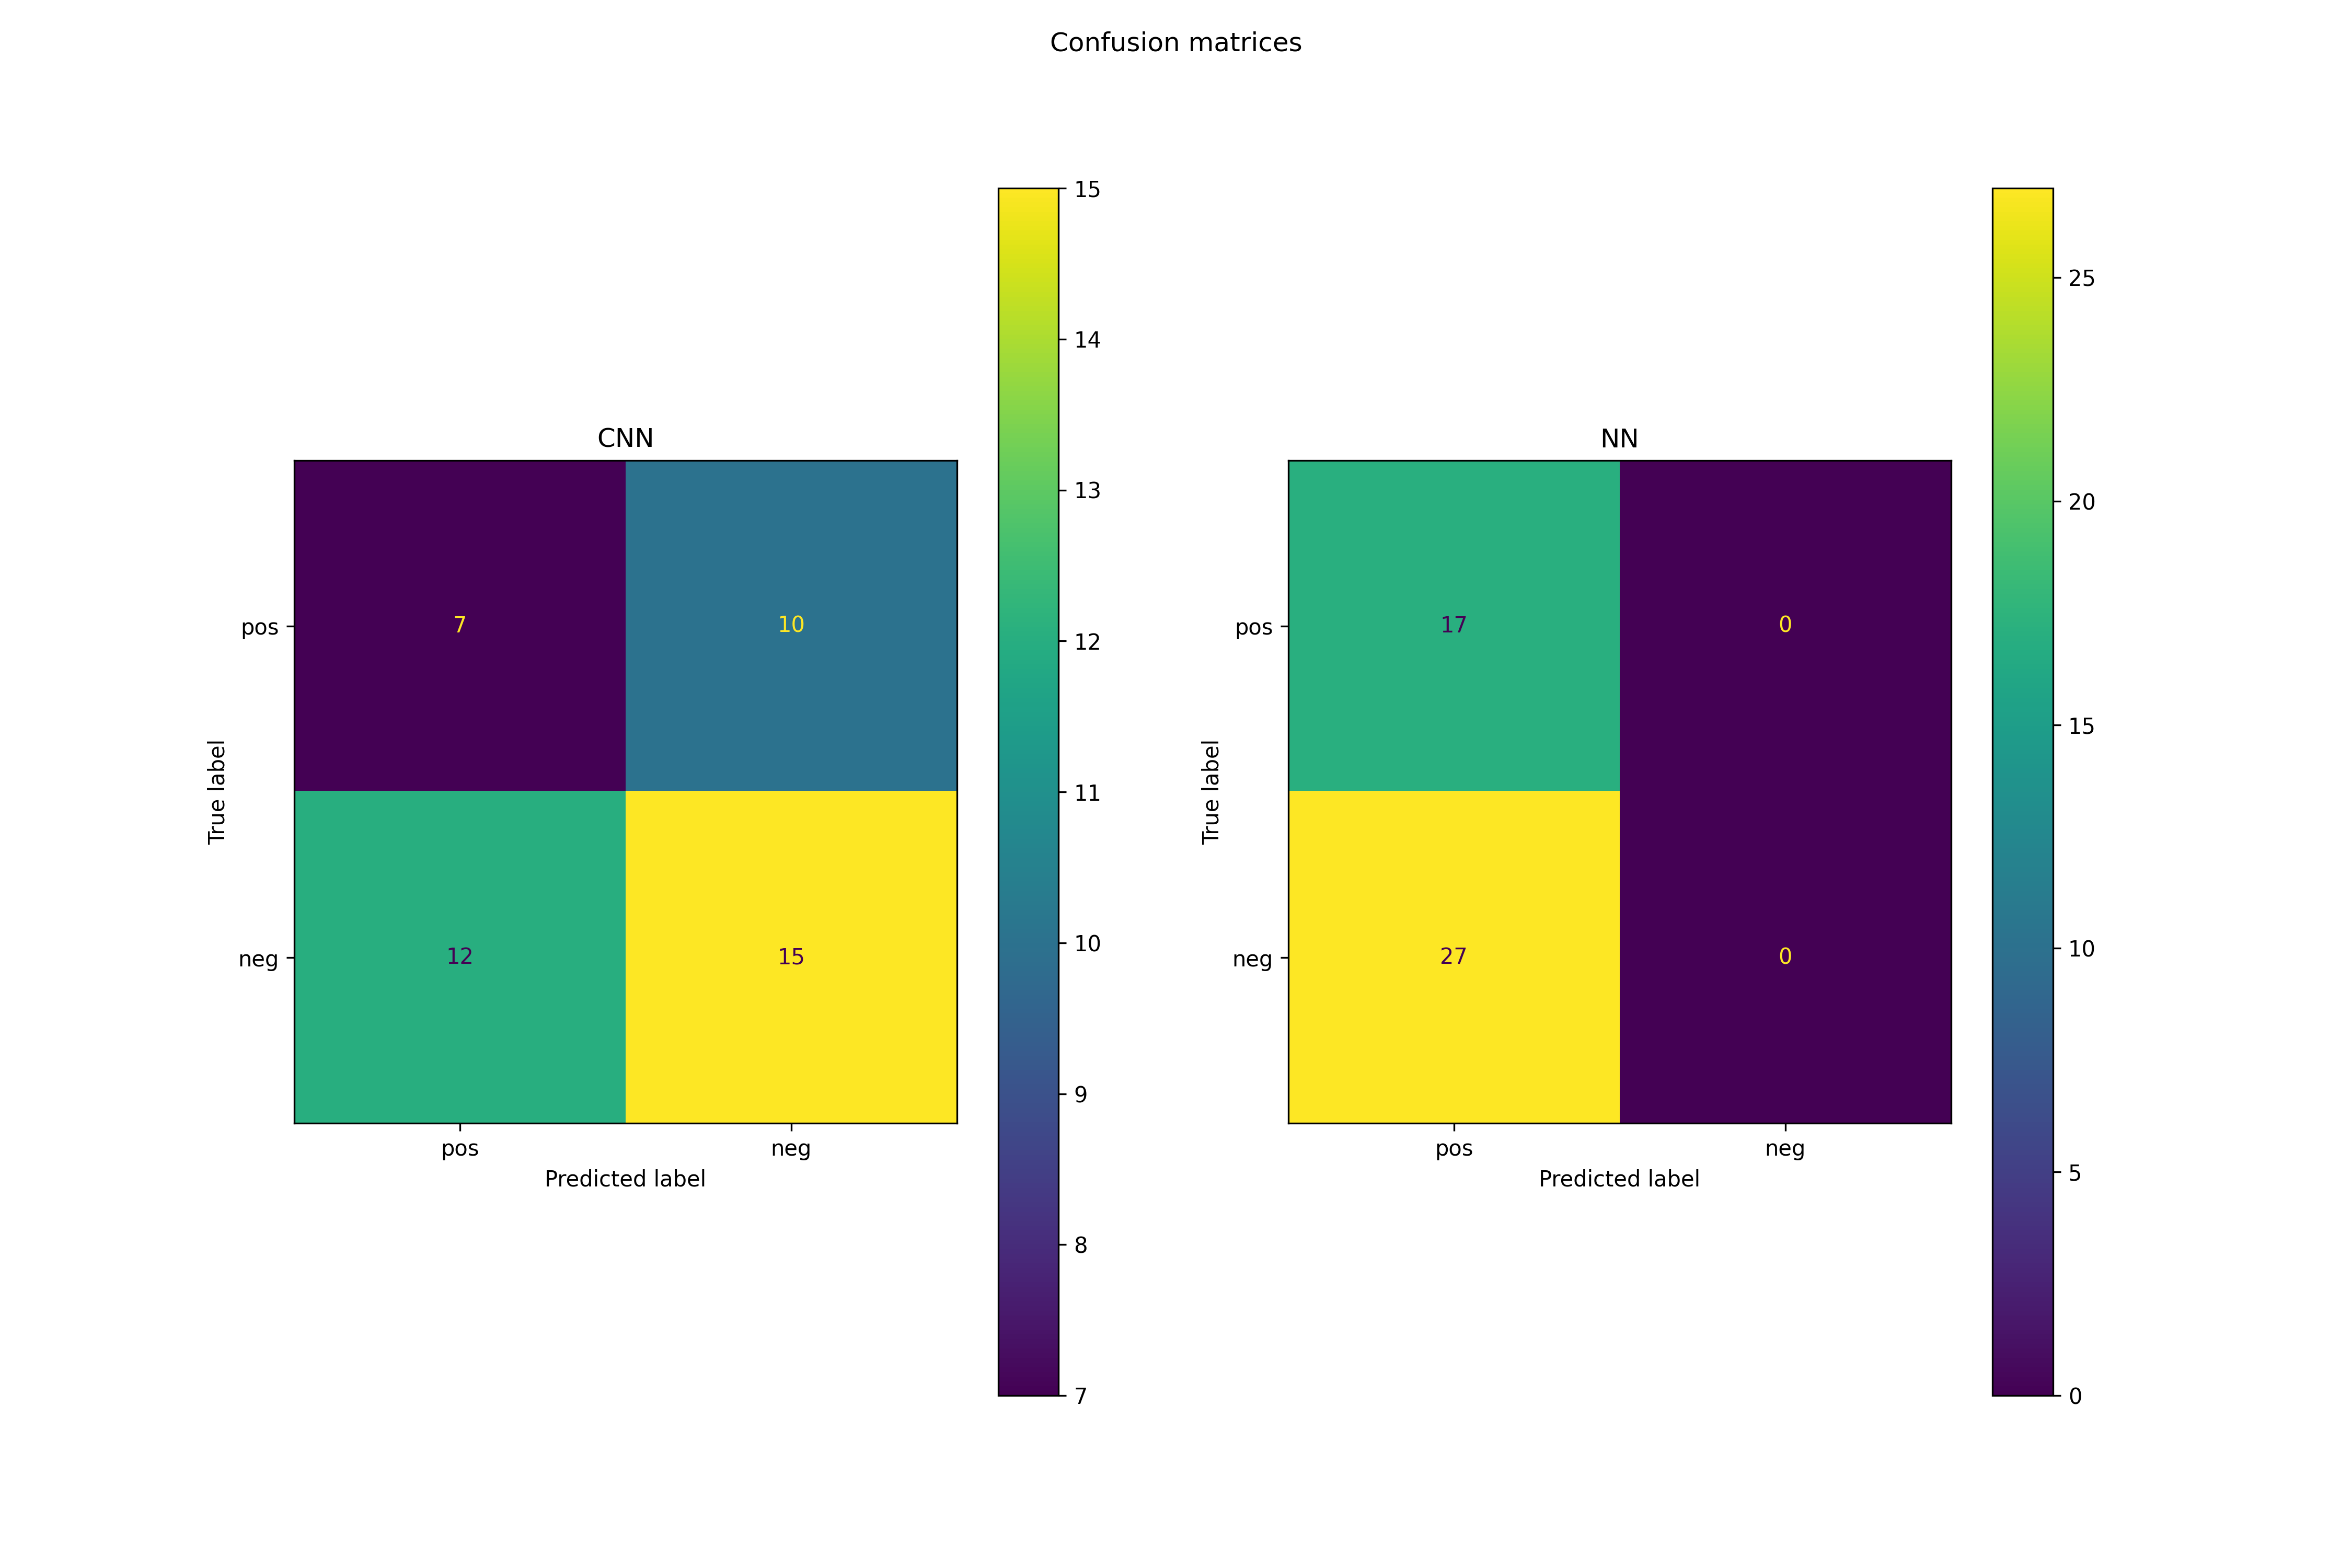 Confusion matrices
CNN
pos
7
10
neg
12
15
pos
neg
Predicted label
True label
15
14
13
12
11
10
9
8
7
NN
pos
17
0
neg
27
0
pos
neg
Predicted label
True label
25
20
15
10
5
0